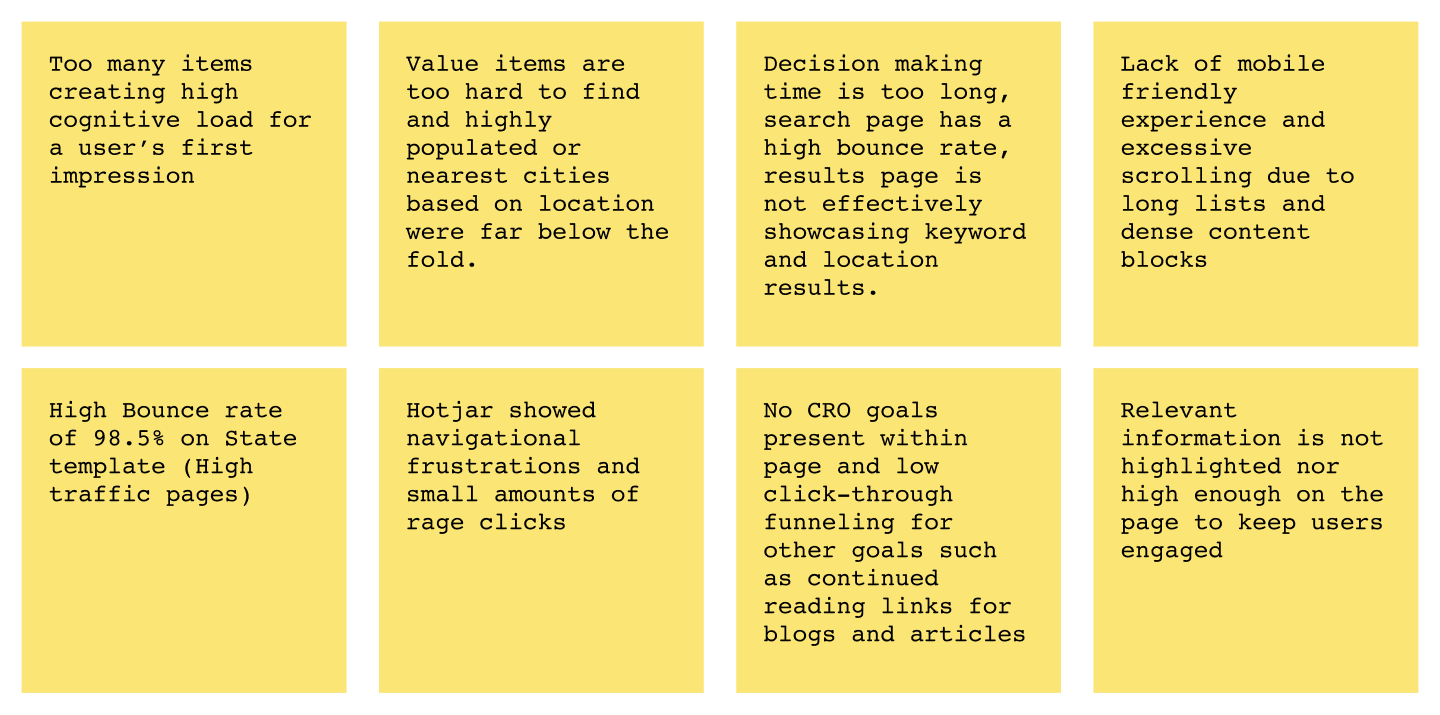 Too many items
creating high
cognitive load for
a user’s first
impression
Value items are
too hard to find
and highly
populated or
nearest cities
based on location
were far below the
fold.
Decision making
time is too long,
search page has a
high bounce rate,
results page is
not effectively
showcasing keyword
and location
results.
Lack of mobile
friendly
experience and
excessive
scrolling due to
long lists and
dense content
blocks
High Bounce rate
of 98.5% on State
template (High
traffic pages)
Hotjar showed
navigational
frustrations and
small amounts of
rage clicks
No CRO goals
present within
page and low
click-through
funneling for
other goals such
as continued
reading links for
blogs and articles
Relevant
information is not
highlighted nor
high enough on the
page to keep users
engaged